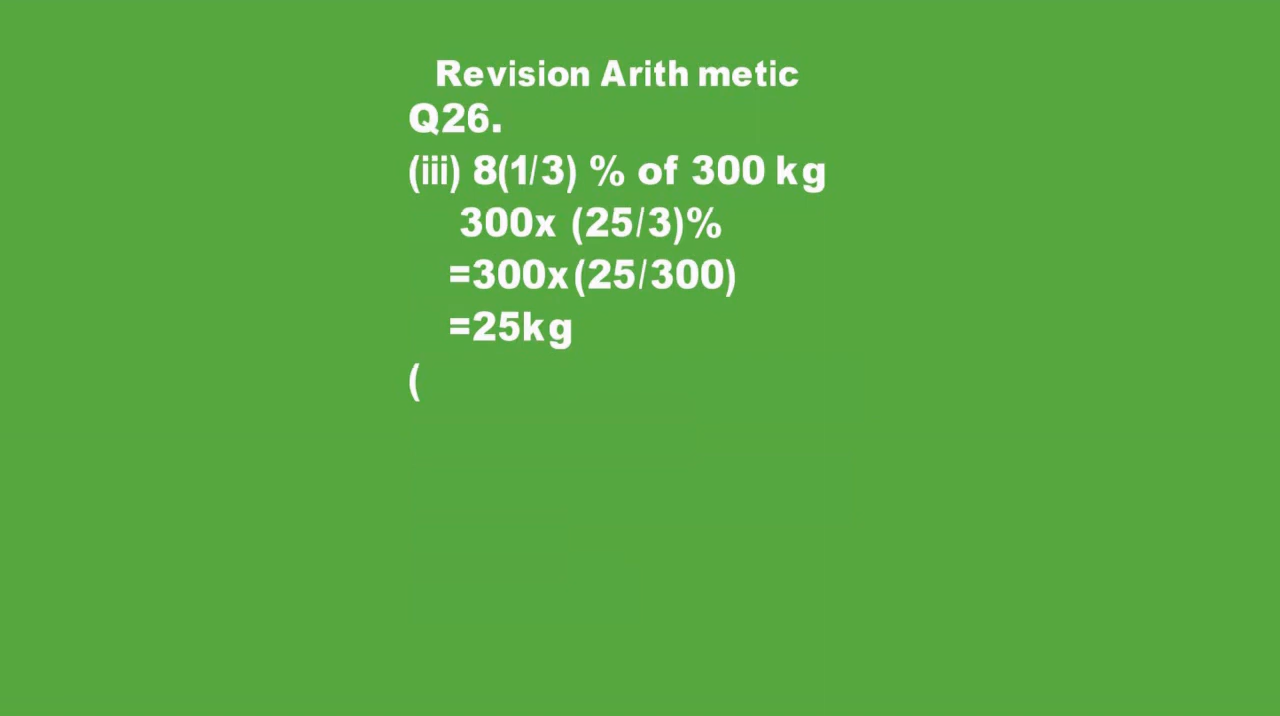 Revision Arith metic
Q26.
(iii) 8(1/3) % of 300 kg
300x (25/3)%
=300x(25/300)
=25kg
(